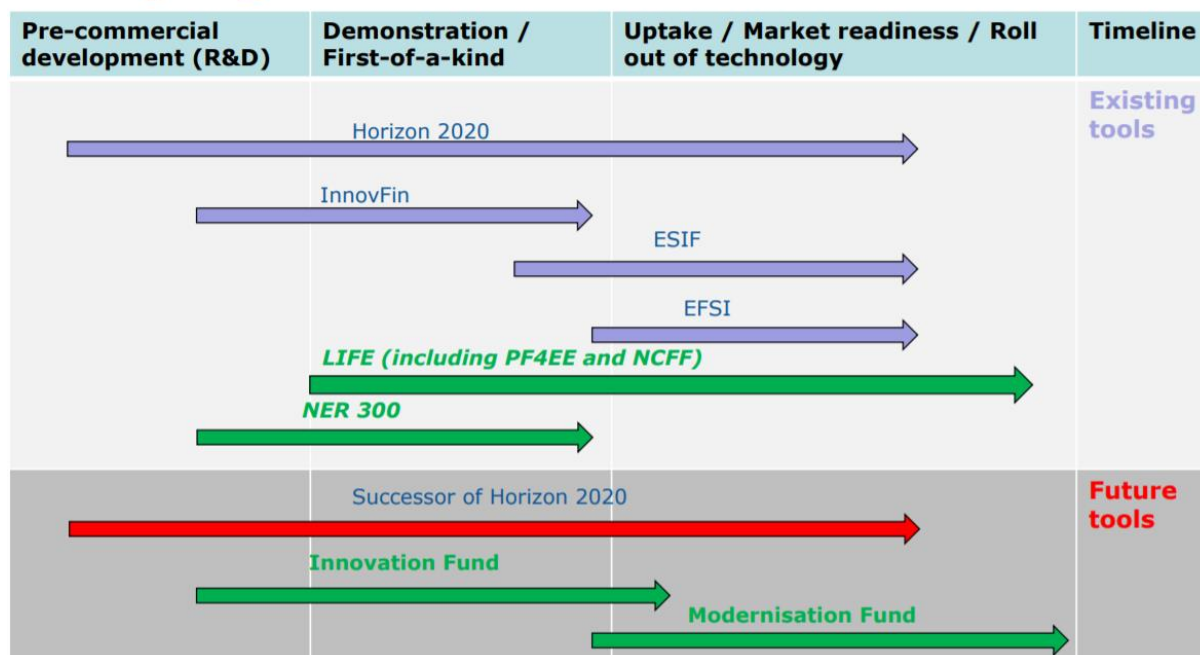 Pre-commercial
development (R&D)
Demonstration /
First-of-a-kind
Uptake / Market readiness / Roll
out of technology
Timeline
Existing
tools
Horizon 2020
InnovFin
ESIF
EFSI
LIFE (including PF4EE and NCFF)
NER 300
Future
tools
Successor of Horizon 2020
Innovation Fund
Modernisation Fund